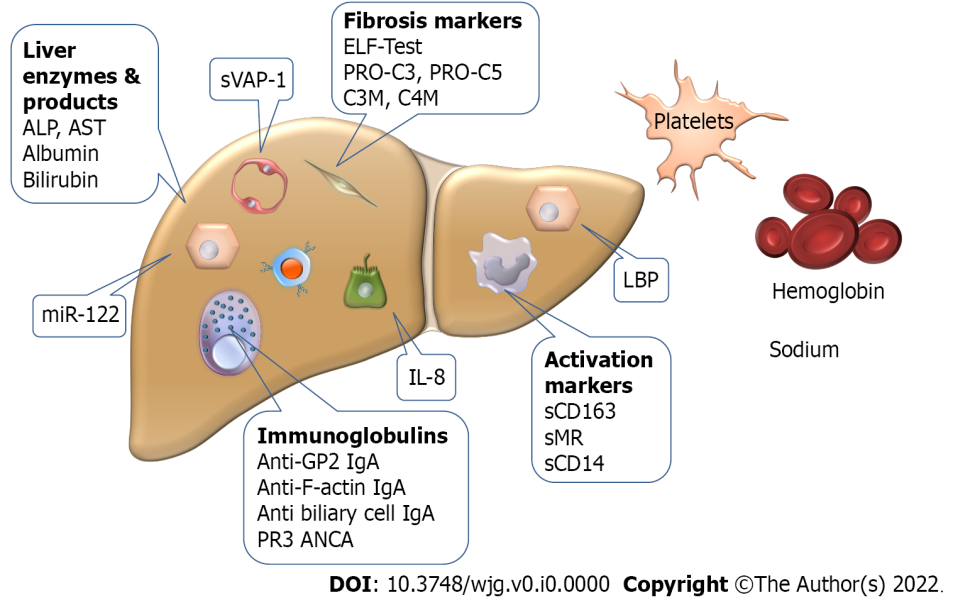 Liver
enzymes &
products
ALP, AST
Albumin
Bilirubin
sVAP-1
Fibrosis markers
ELF-Test
PRO-C3, PRO-C5
C3M, C4M
Platelets
Hemoglobin
Sodium
miR-122
LBP
IL-8
Activation
markers
sCD163
sMR
sCD14
Immunoglobulins
Anti-GP2 IgA
Anti-F-actin IgA
Anti biliary cell IgA
PR3 ANCA
DOI: 10.3748/wjg.v0.i0.0000 Copyright ©The Author(s) 2022.